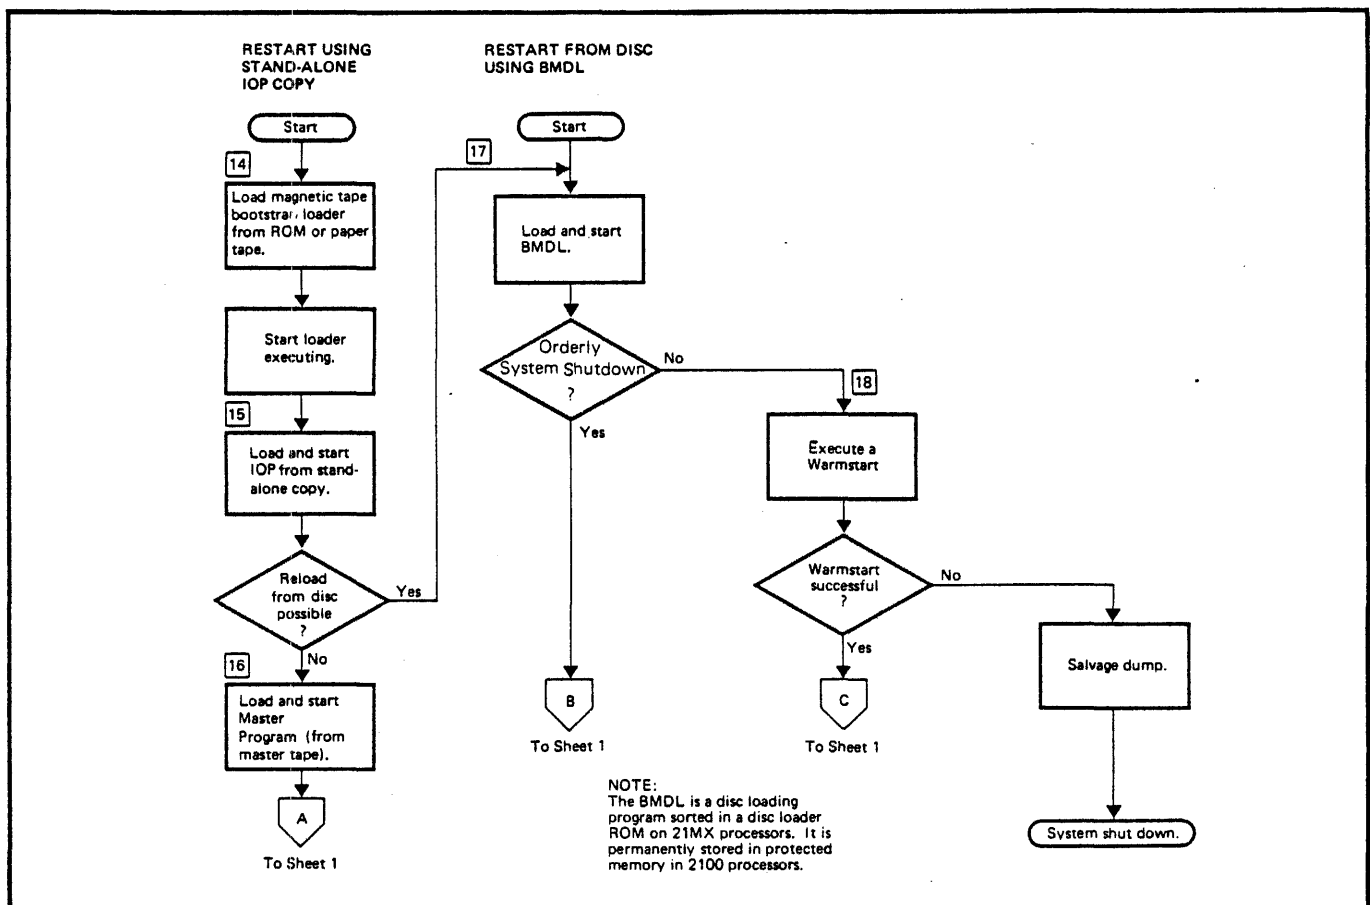 RESTART USING
STAND-ALONE
IOP COPY
Start
14
Load magnetic tape
loader
from ROM or paper
tape.
Start loader
executing.
15
Load and start
IOP from stand-
alone copy.
Reload
from disc
possible
?
Yes
No
16
Load and start
Master
Program (from
master tape).
A
To Sheet 1
RESTART FROM DISC
USING BMDL
Start
17
Load and start
BMDL.
Orderly
System Shutdown
?
No
Yes
B
To Sheet 1
18
Execute a
Warmstart
Warmstart
successful
?
No
Yes
C
To Sheet 1
Salvage dump.
System shut down.
NOTE:
The BMDL is a disc loading
program sorted in a disc loader
ROM on 21MX processors. It is
permanently stored in protected
memory in 2100 processors.